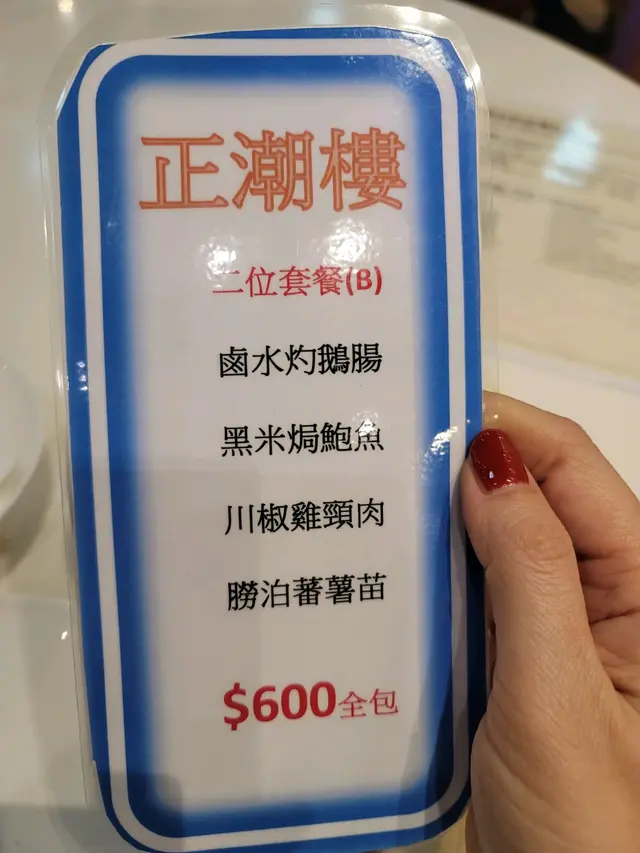 正潮樓
二位套餐(B)
鹵水灼鵝腸
黑米焗鮑魚
川椒雞頸肉
膀泊蕃薯苗
$600全包